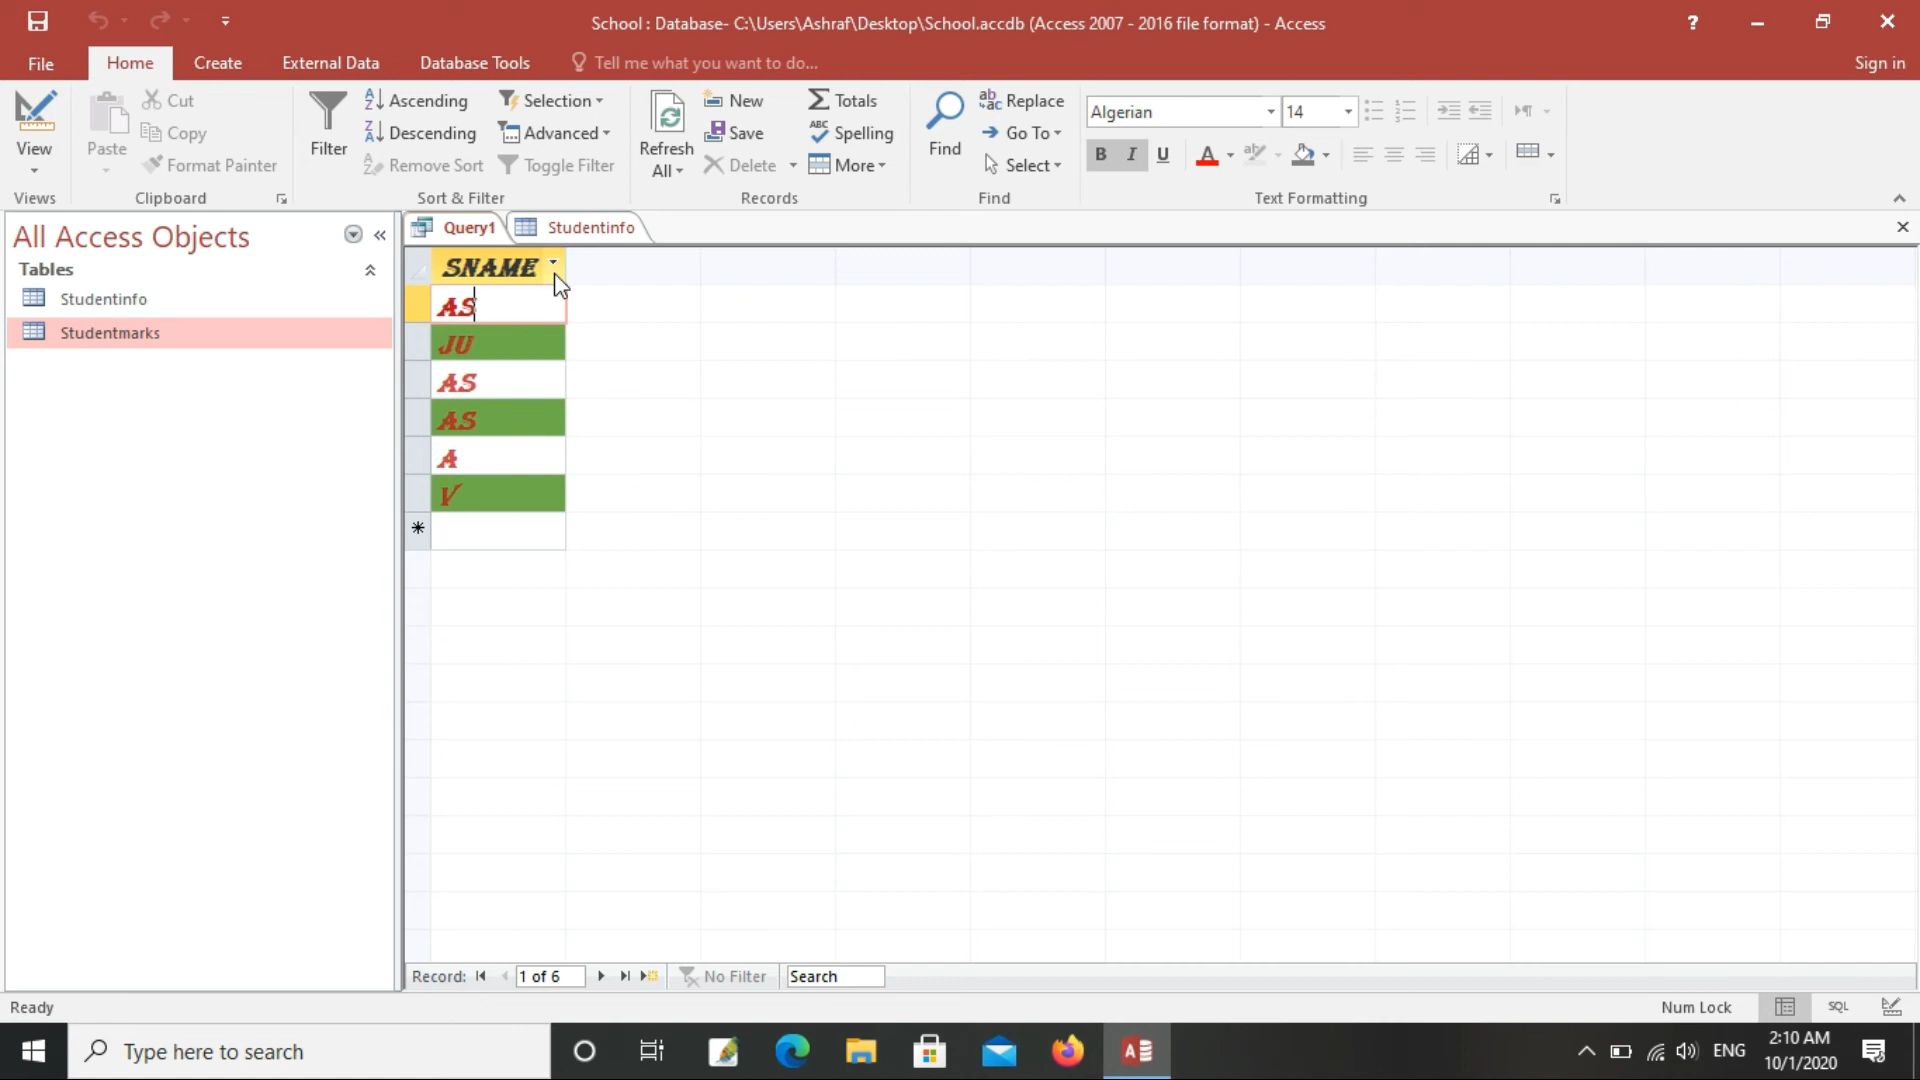 School : Database- C:\Users\Ashraf\Desktop\School.accdb (Access 2007 - 2016 file format) - Access
?
File Home Create External Data Database Tools Tell me what you want to do... Sign in
View
Views
Paste
Cut
Copy
Format Painter
Clipboard
Filter
Ascending
Descending
Remove Sort
Selection
Advanced
Toggle Filter
Sort & Filter
Refresh
All
New
Save
Delete
Totals
Spelling
More
Records
Find
Replace
Go To
Select
Find
Algerian 14
B I U A
Text Formatting
All Access Objects
Tables
Studentinfo
Studentmarks
Query1 Studentinfo
SNAME
AS
JU
AS
AS
A
V
Record: 1 of 6 No Filter Search
Ready
Num Lock SQL
Type here to search
ENG
2:10 AM
10/1/2020